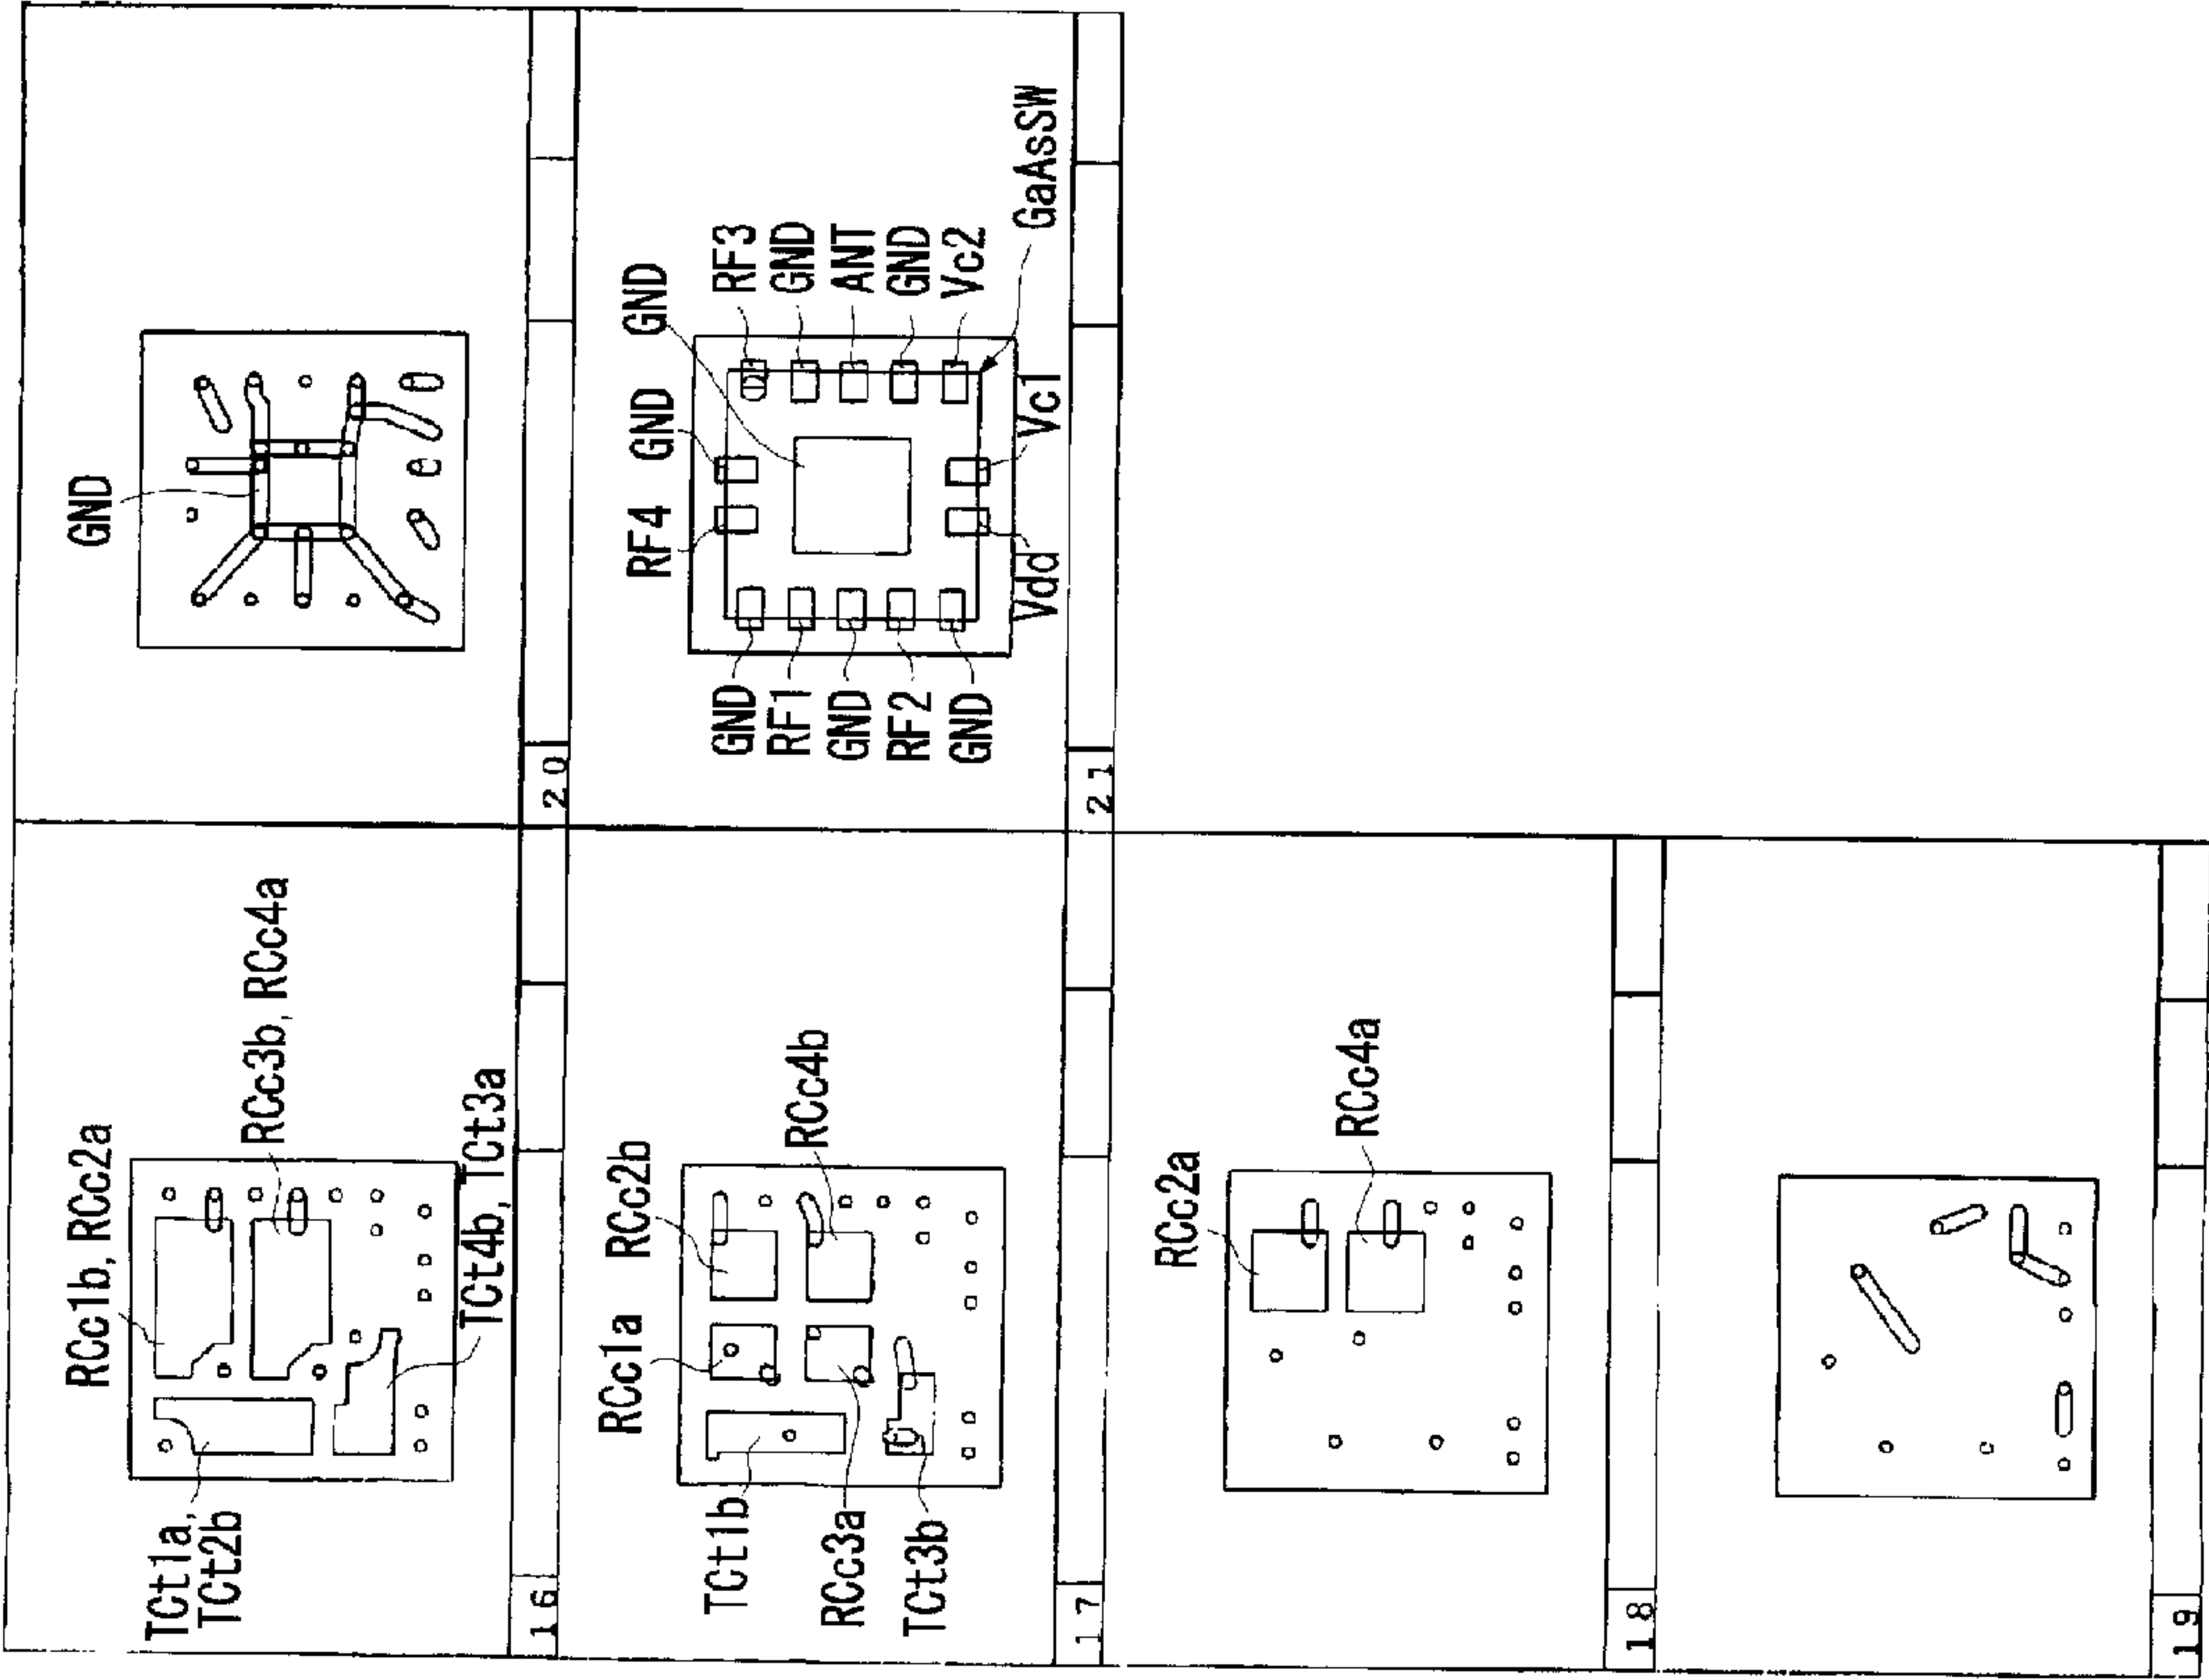 RCc1b, RCc2a
TCt1a,
TCt2b
RCc3b, RCc4a
TCt4b, TCt3a
16
GND
20
RCc1a RCc2b
TCt1b
RCc4b
RCc3a
TCt3b
17
RF4 GND GND
GND RF3
RF1 GND
GND ANT
RF2 GND
GND Vc2
Vdd Vc1 GaAsSW
21
RCc2a
RCc4a
18
19